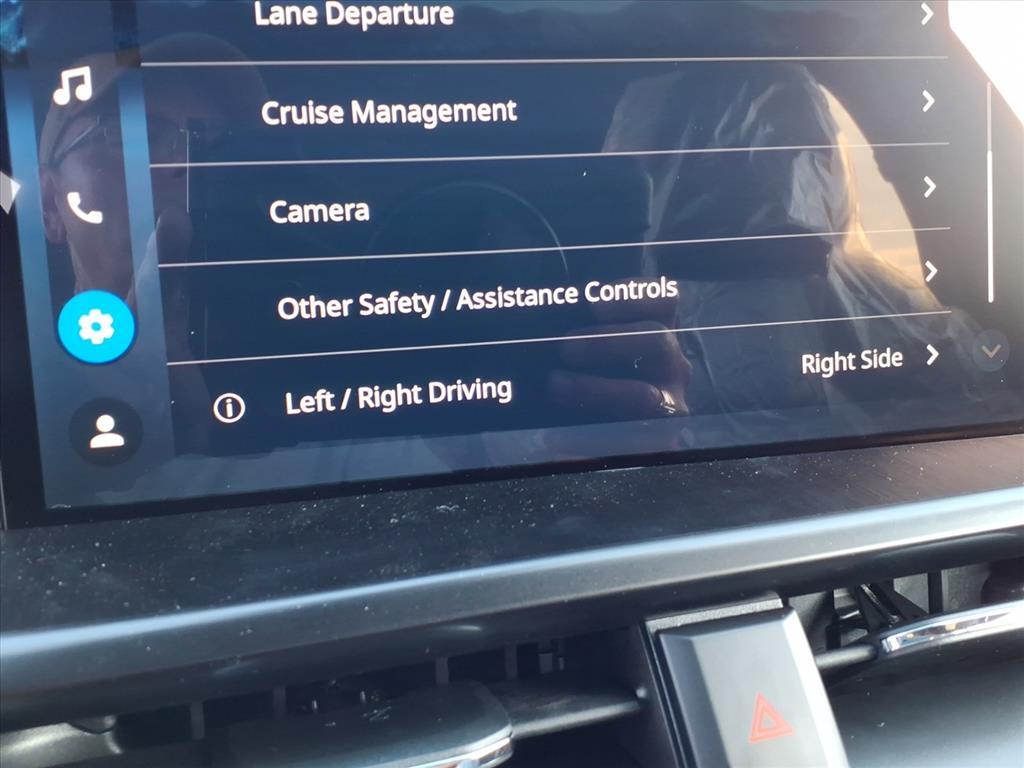 Lane Departure
Cruise Management
Camera
Other Safety / Assistance Controls
Left / Right Driving Right Side